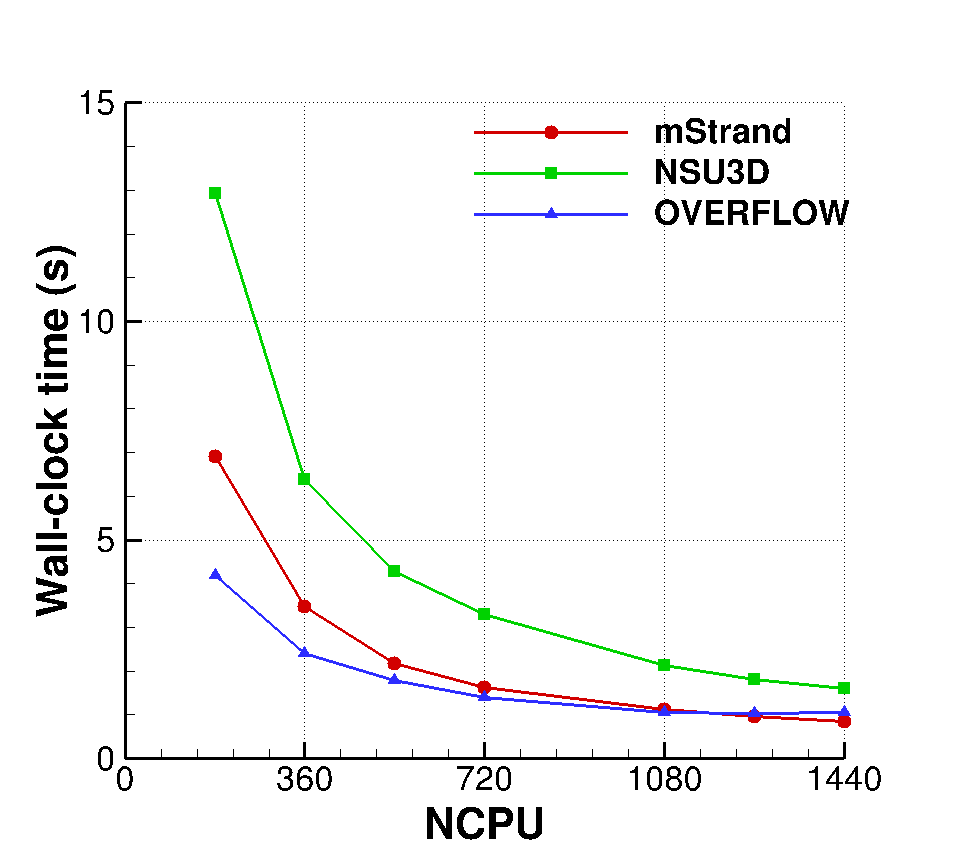 15
mStrand
NSU3D
OVERFLOW
10
Wall-clock time (s)
5
0
0 360 720 1080 1440
NCPU